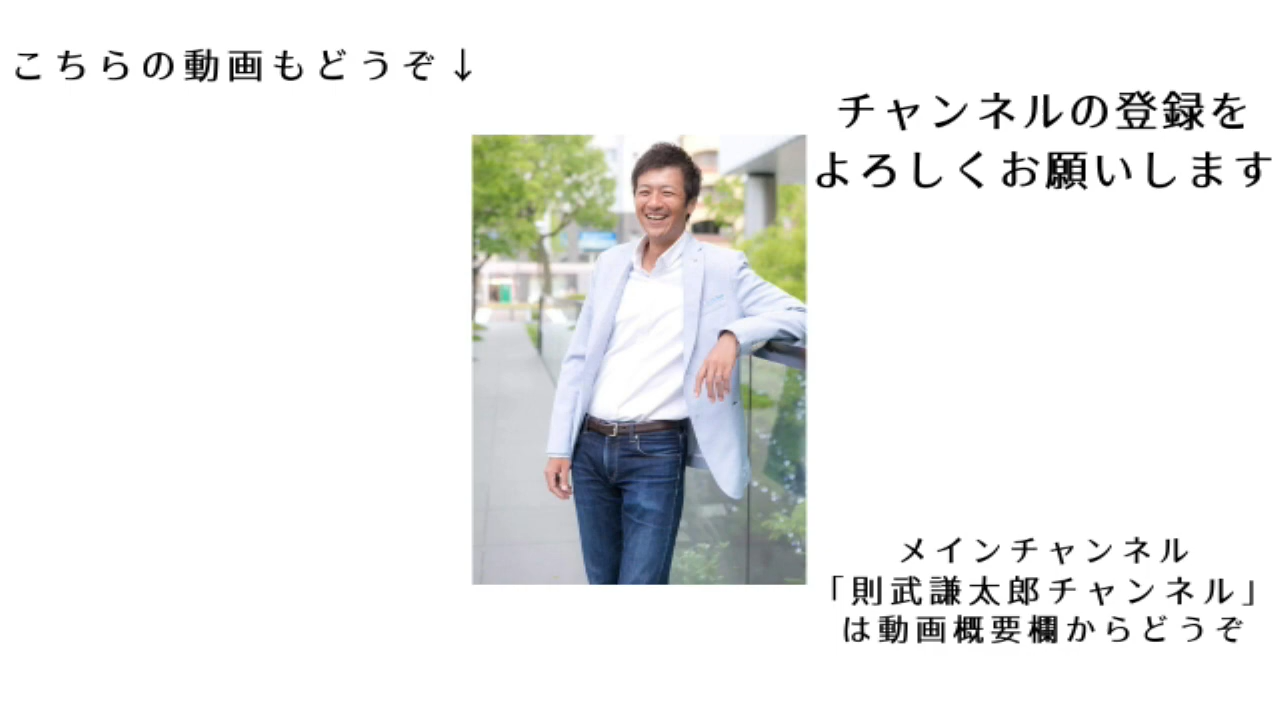 こちらの動画もどうぞ↓
チャンネルの登録を
よろしくお願いします
メインチャンネル
「則武謙太郎チャンネル」
は動画概要欄からどうぞ